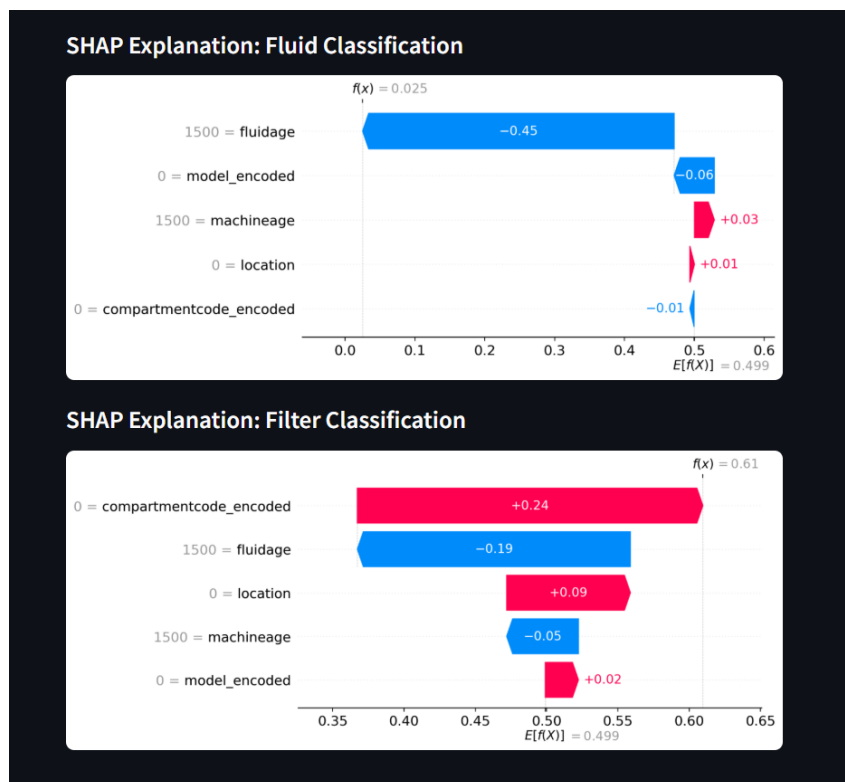 SHAP Explanation: Fluid Classification
f(x) = 0.025
1500 = fluidage
−0.45
0 = model_encoded
−0.06
1500 = machineage
+0.03
0 = location
+0.01
0 = compartmentcode_encoded
−0.01
0.0 0.1 0.2 0.3 0.4 0.5 0.6
E[f(X)] = 0.499
SHAP Explanation: Filter Classification
f(x) = 0.61
0 = compartmentcode_encoded
+0.24
1500 = fluidage
−0.19
0 = location
+0.09
1500 = machineage
−0.05
0 = model_encoded
+0.02
0.35 0.40 0.45 0.50 0.55 0.60 0.65
E[f(X)] = 0.499